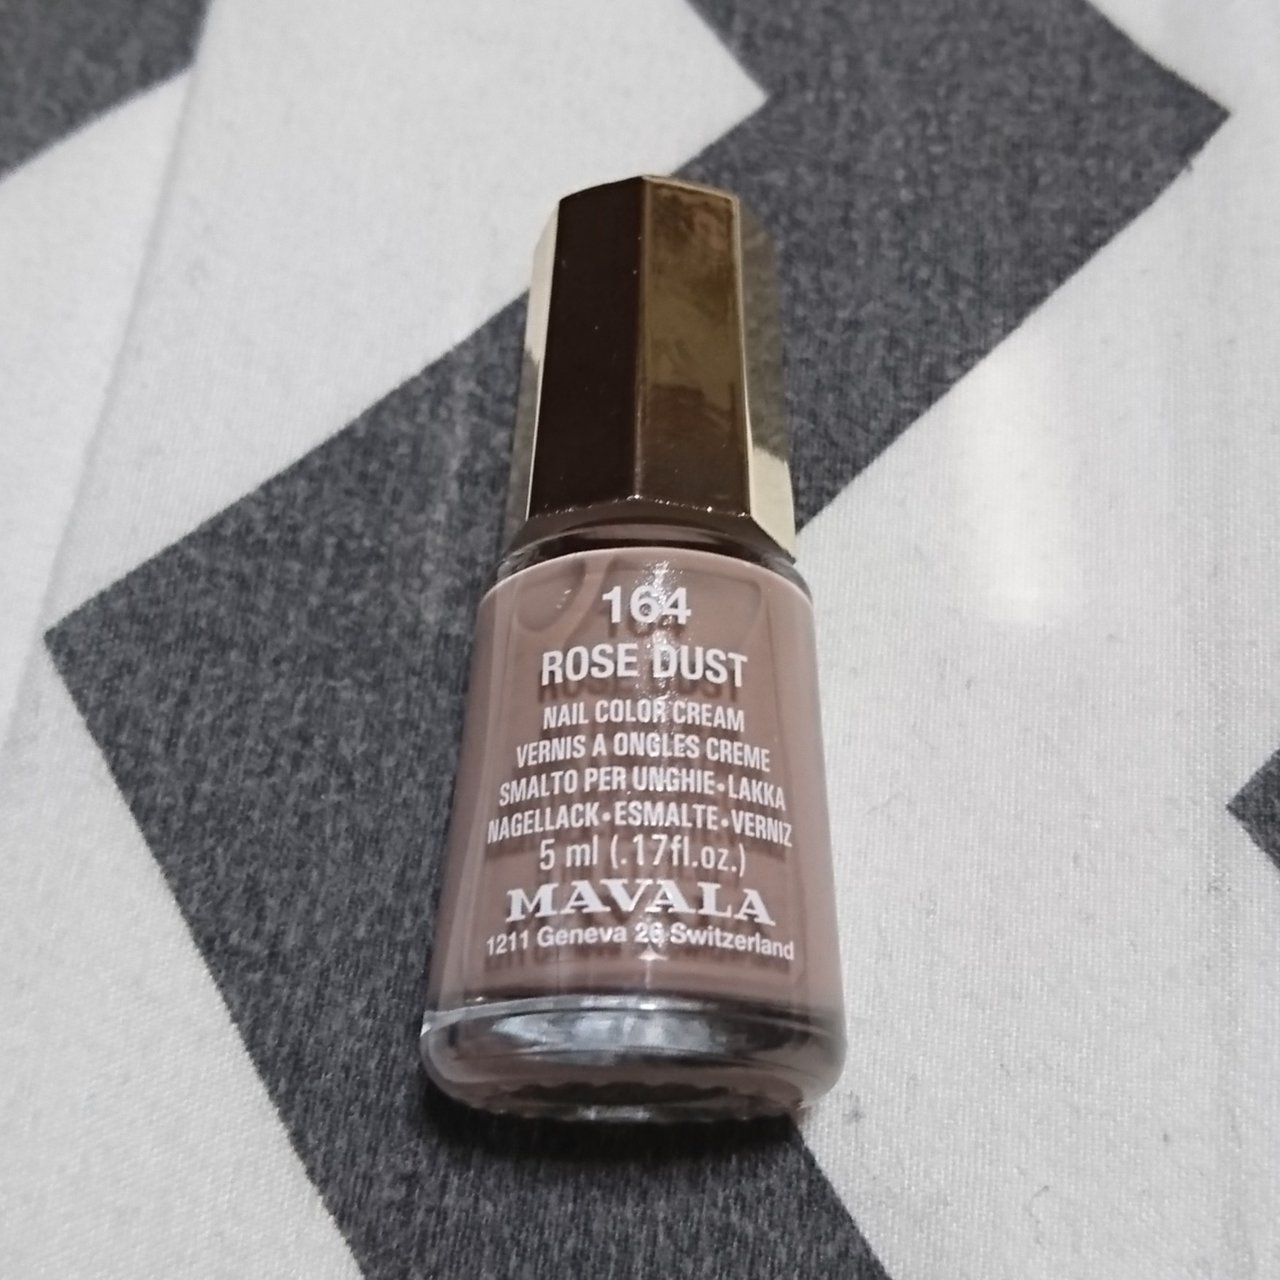 164
ROSE DUST
NAIL COLOR CREAM
VERNIS A ONGLES CREME
SMALTO PER UNGHIE•LAKKA
NAGELLACK•ESMALTE•VERNIZ
5 ml (.17fl.oz.)
MAVALA
1211 Geneva 26 Switzerland